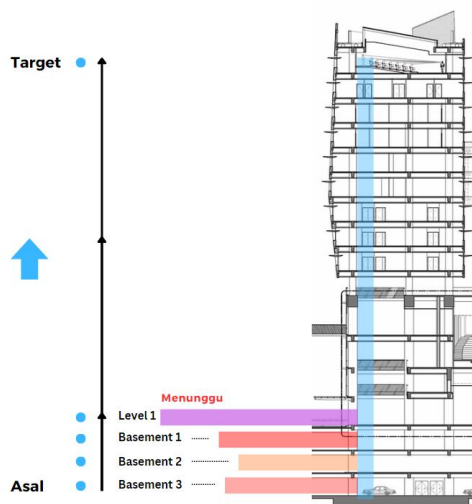 Target
Menunggu
Level 1
Basement 1 ........
Basement 2 ................
Asal
Basement 3 ..............